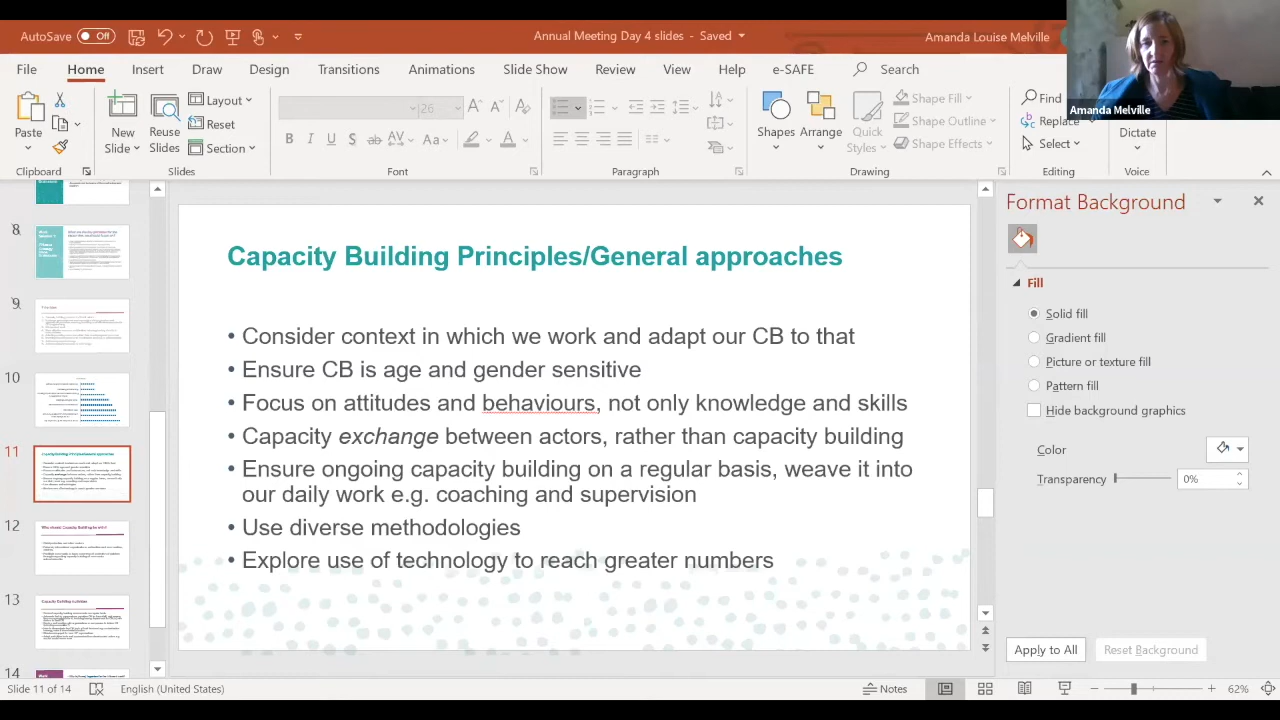 AutoSave Off
Annual Meeting Day 4 slides - Saved
Amanda Louise Melville
Amanda Melville
File Home Insert Draw Design Transitions Animations Slide Show Review View Help e-SAFE Search
Paste
Clipboard
New Slide
Reuse Slides
Layout
Reset
Section
Slides
26
B I U S ab AV Aa A
Font
Paragraph
Shapes
Arrange
Quick Styles
Shape Fill
Shape Outline
Shape Effects
Drawing
Find
Replace
Select
Editing
Dictate
Voice
8
9
10
11
12
13
14
Capacity Building Principles/General approaches
• Consider context in which we work and adapt our CB to that
• Ensure CB is age and gender sensitive
• Focus on attitudes and behaviours, not only knowledge and skills
• Capacity exchange between actors, rather than capacity building
• Ensure ongoing capacity building on a regular basis, weave it into
our daily work e.g. coaching and supervision
• Use diverse methodologies
• Explore use of technology to reach greater numbers
Format Background
Fill
Solid fill
Gradient fill
Picture or texture fill
Pattern fill
Hide background graphics
Color
Transparency 0%
Apply to All
Reset Background
Slide 11 of 14
English (United States)
Notes
62%